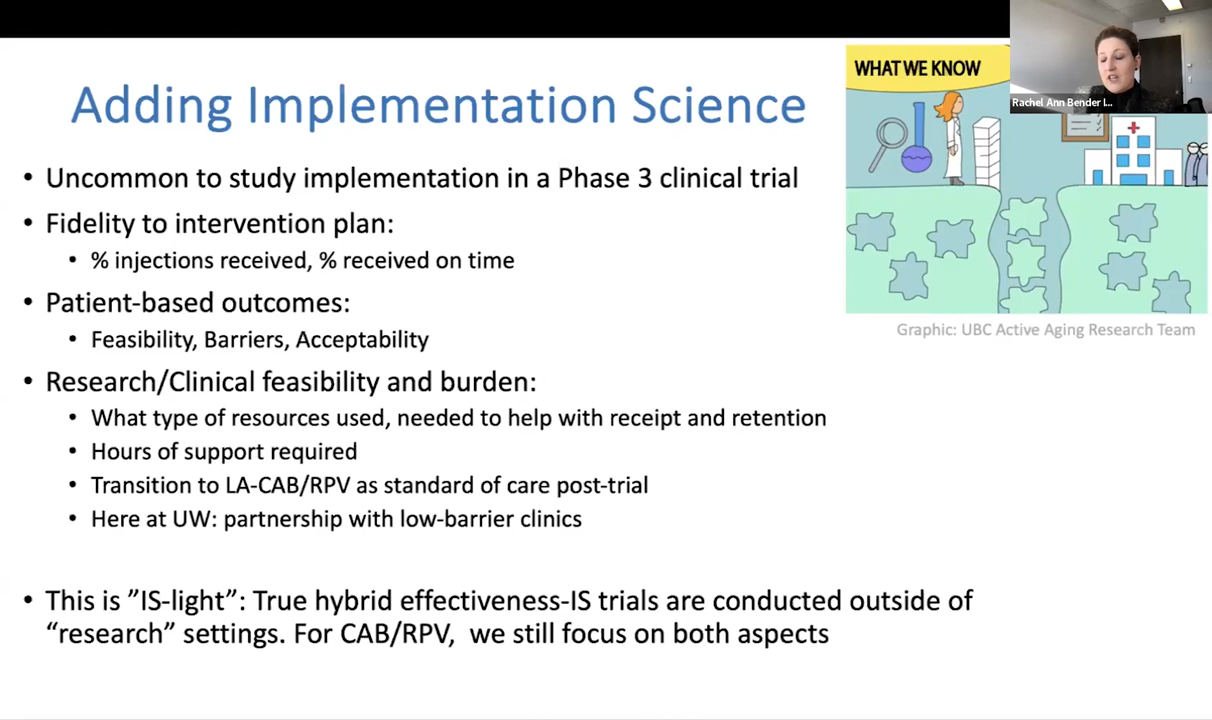 Adding Implementation Science
WHAT WE KNOW
Rachel Ann Bender I...
• Uncommon to study implementation in a Phase 3 clinical trial
• Fidelity to intervention plan:
• % injections received, % received on time
• Patient-based outcomes:
• Feasibility, Barriers, Acceptability
Graphic: UBC Active Aging Research Team
• Research/Clinical feasibility and burden:
• What type of resources used, needed to help with receipt and retention
• Hours of support required
• Transition to LA-CAB/RPV as standard of care post-trial
• Here at UW: partnership with low-barrier clinics
• This is ”IS-light”: True hybrid effectiveness-IS trials are conducted outside of
“research” settings. For CAB/RPV, we still focus on both aspects